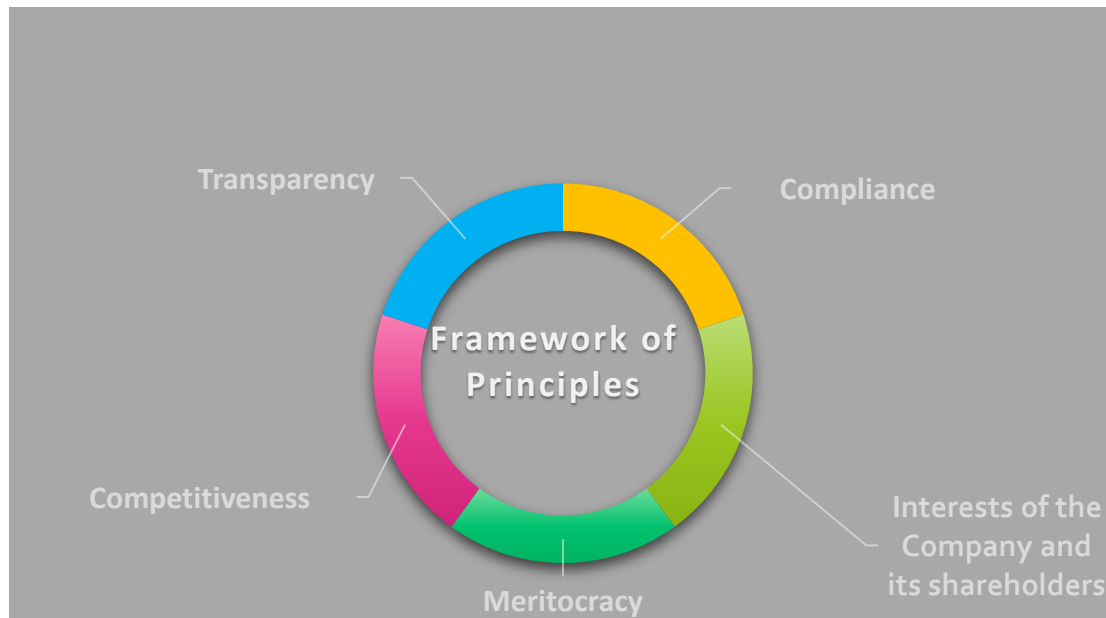 Transparency
Compliance
Framework of
Principles
Competitiveness
Interests of the
Company and
its shareholders
Meritocracy